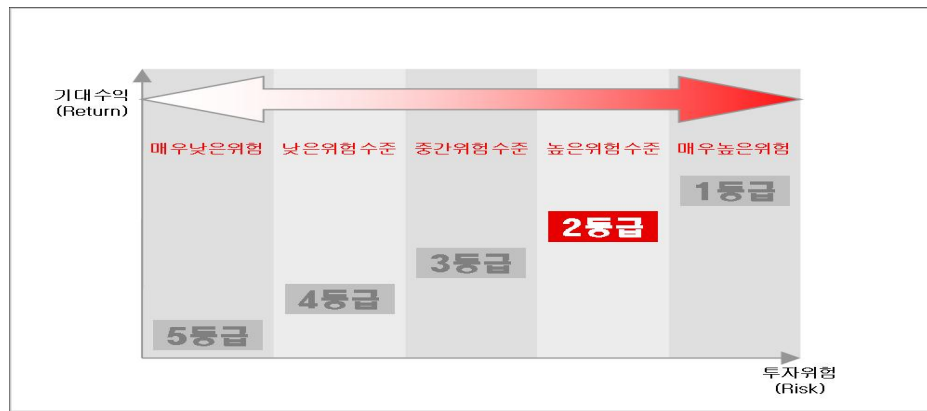 기대수익
(Return)
매우낮은위험 낮은위험수준 중간위험수준 높은위험수준 매우높은위험
1등급
2등급
3등급
4등급
5등급
투자위험
(Risk)